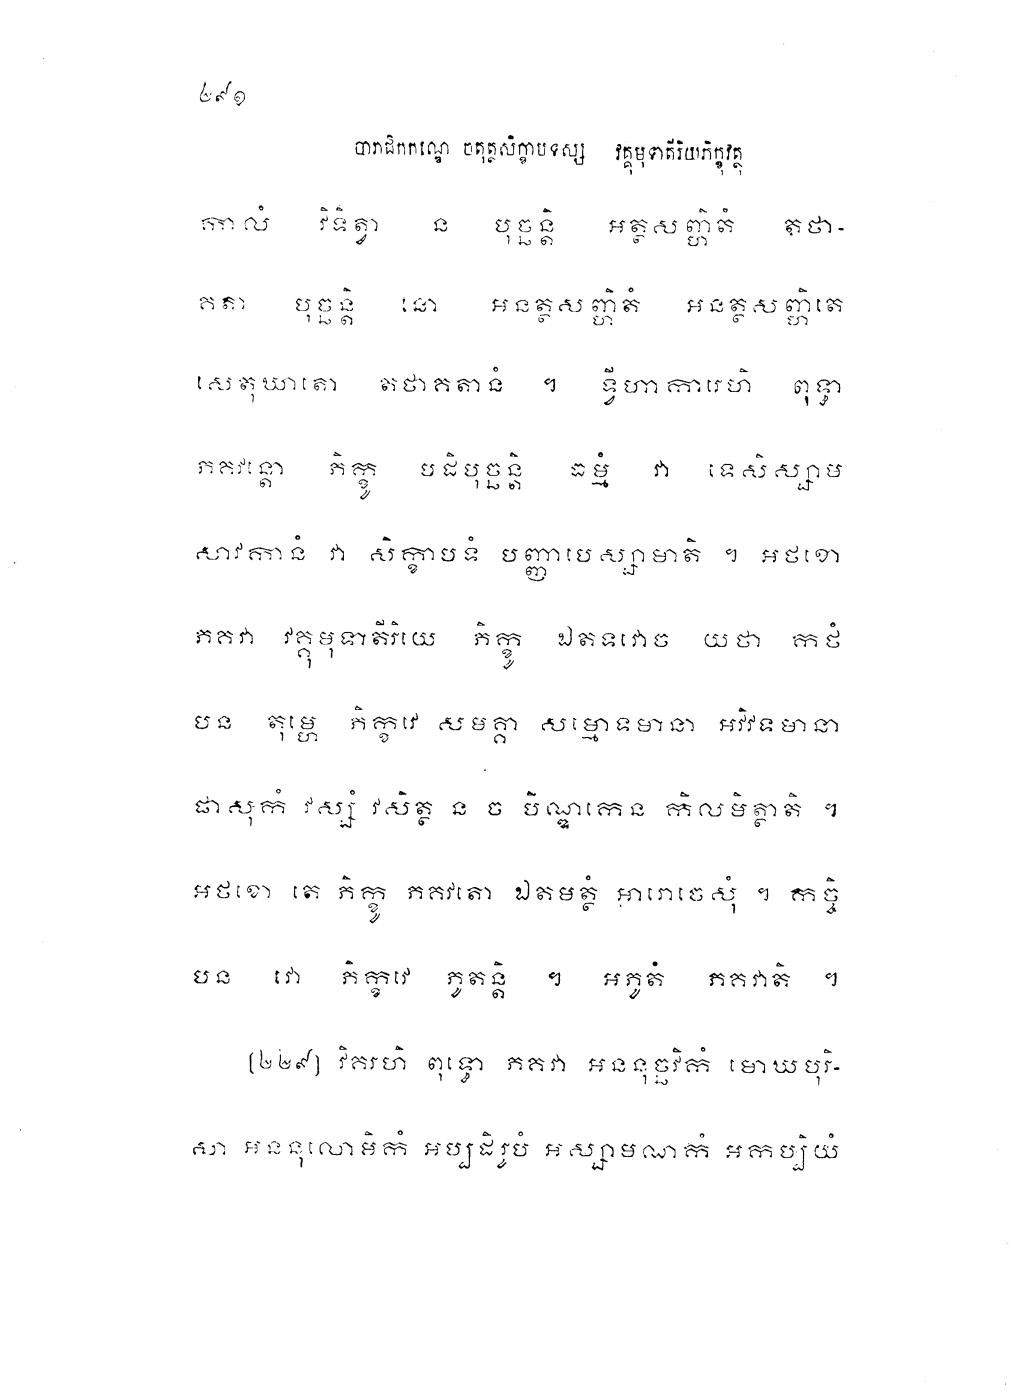 ៤៩១
បារាជិកកណ្ឌេ ចតុត្ថសិក្ខាបទស្ស វគ្គុមុទាតីរិយភិក្ខុវត្ថុ
កាលំ វិទិត្វា ន បុច្ឆន្តិ អត្ថសញ្ហិតំ តថា-
គតា បុច្ឆន្តិ នោ អនត្ថសញ្ហិតំ អនត្ថសញ្ហិតេ
សេតុឃាតោ តថាគតានំ ។ ទ្វីហាការេហិ ពុទ្ធា
ភគវន្តោ ភិក្ខូ បដិបុច្ឆន្តិ ធម្មំ វា ទេសិស្សាម
សាវកានំ វា សិក្ខាបទំ បញ្ញាបេស្សាមាតិ ។ អថខោ
ភគវា វគ្គុមុទាតីរិយេ ភិក្ខូ ឯតទវោច យថា កថំ
បន តុម្ហេ ភិក្ខវេ សមគ្គា សម្មោទមានា អវិវទមានា
ផាសុកំ វស្សំ វសិត្ថ ន ច បិណ្ឌកេន កិលមិត្ថាតិ ។
អថខោ តេ ភិក្ខូ ភគវតោ ឯតមត្ថំ អារោចេសុំ ។ កច្ចិ
បន វោ ភិក្ខវេ ភូតន្តិ ។ អភូតំ ភគវាតិ ។
[២២៩] វិគរហិ ពុទ្ធោ ភគវា អននុច្ឆវិកំ មោឃបុរិ-
សា អននុលោមិកំ អប្បដិរូបំ អស្សាមណកំ អកប្បិយំ